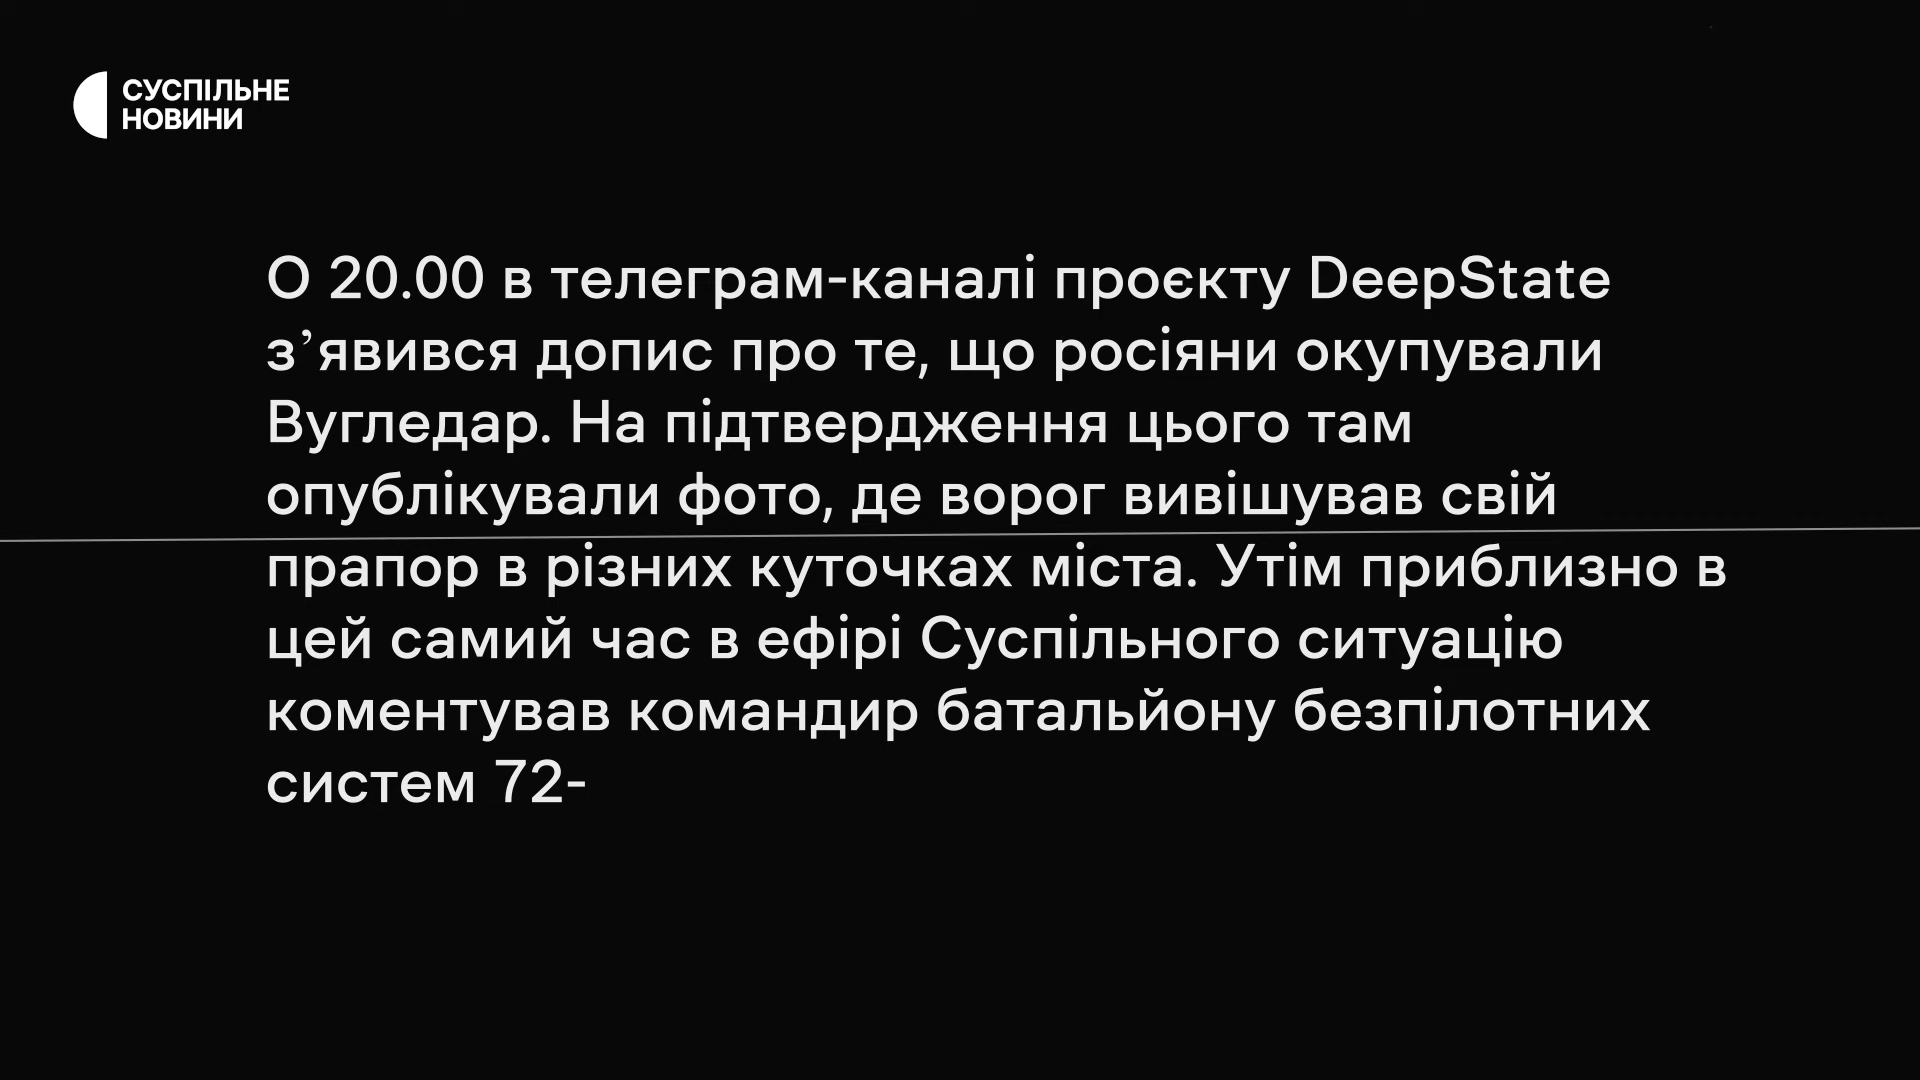 СУСПІЛЬНЕ
НОВИНИ
О 20.00 в телеграм-каналі проєкту DeepState
з’явився допис про те, що росіяни окупували
Вугледар. На підтвердження цього там
опублікували фото, де ворог вивішував свій
прапор в різних куточках міста. Утім приблизно в
цей самий час в ефірі Суспільного ситуацію
коментував командир батальйону безпілотних
систем 72-